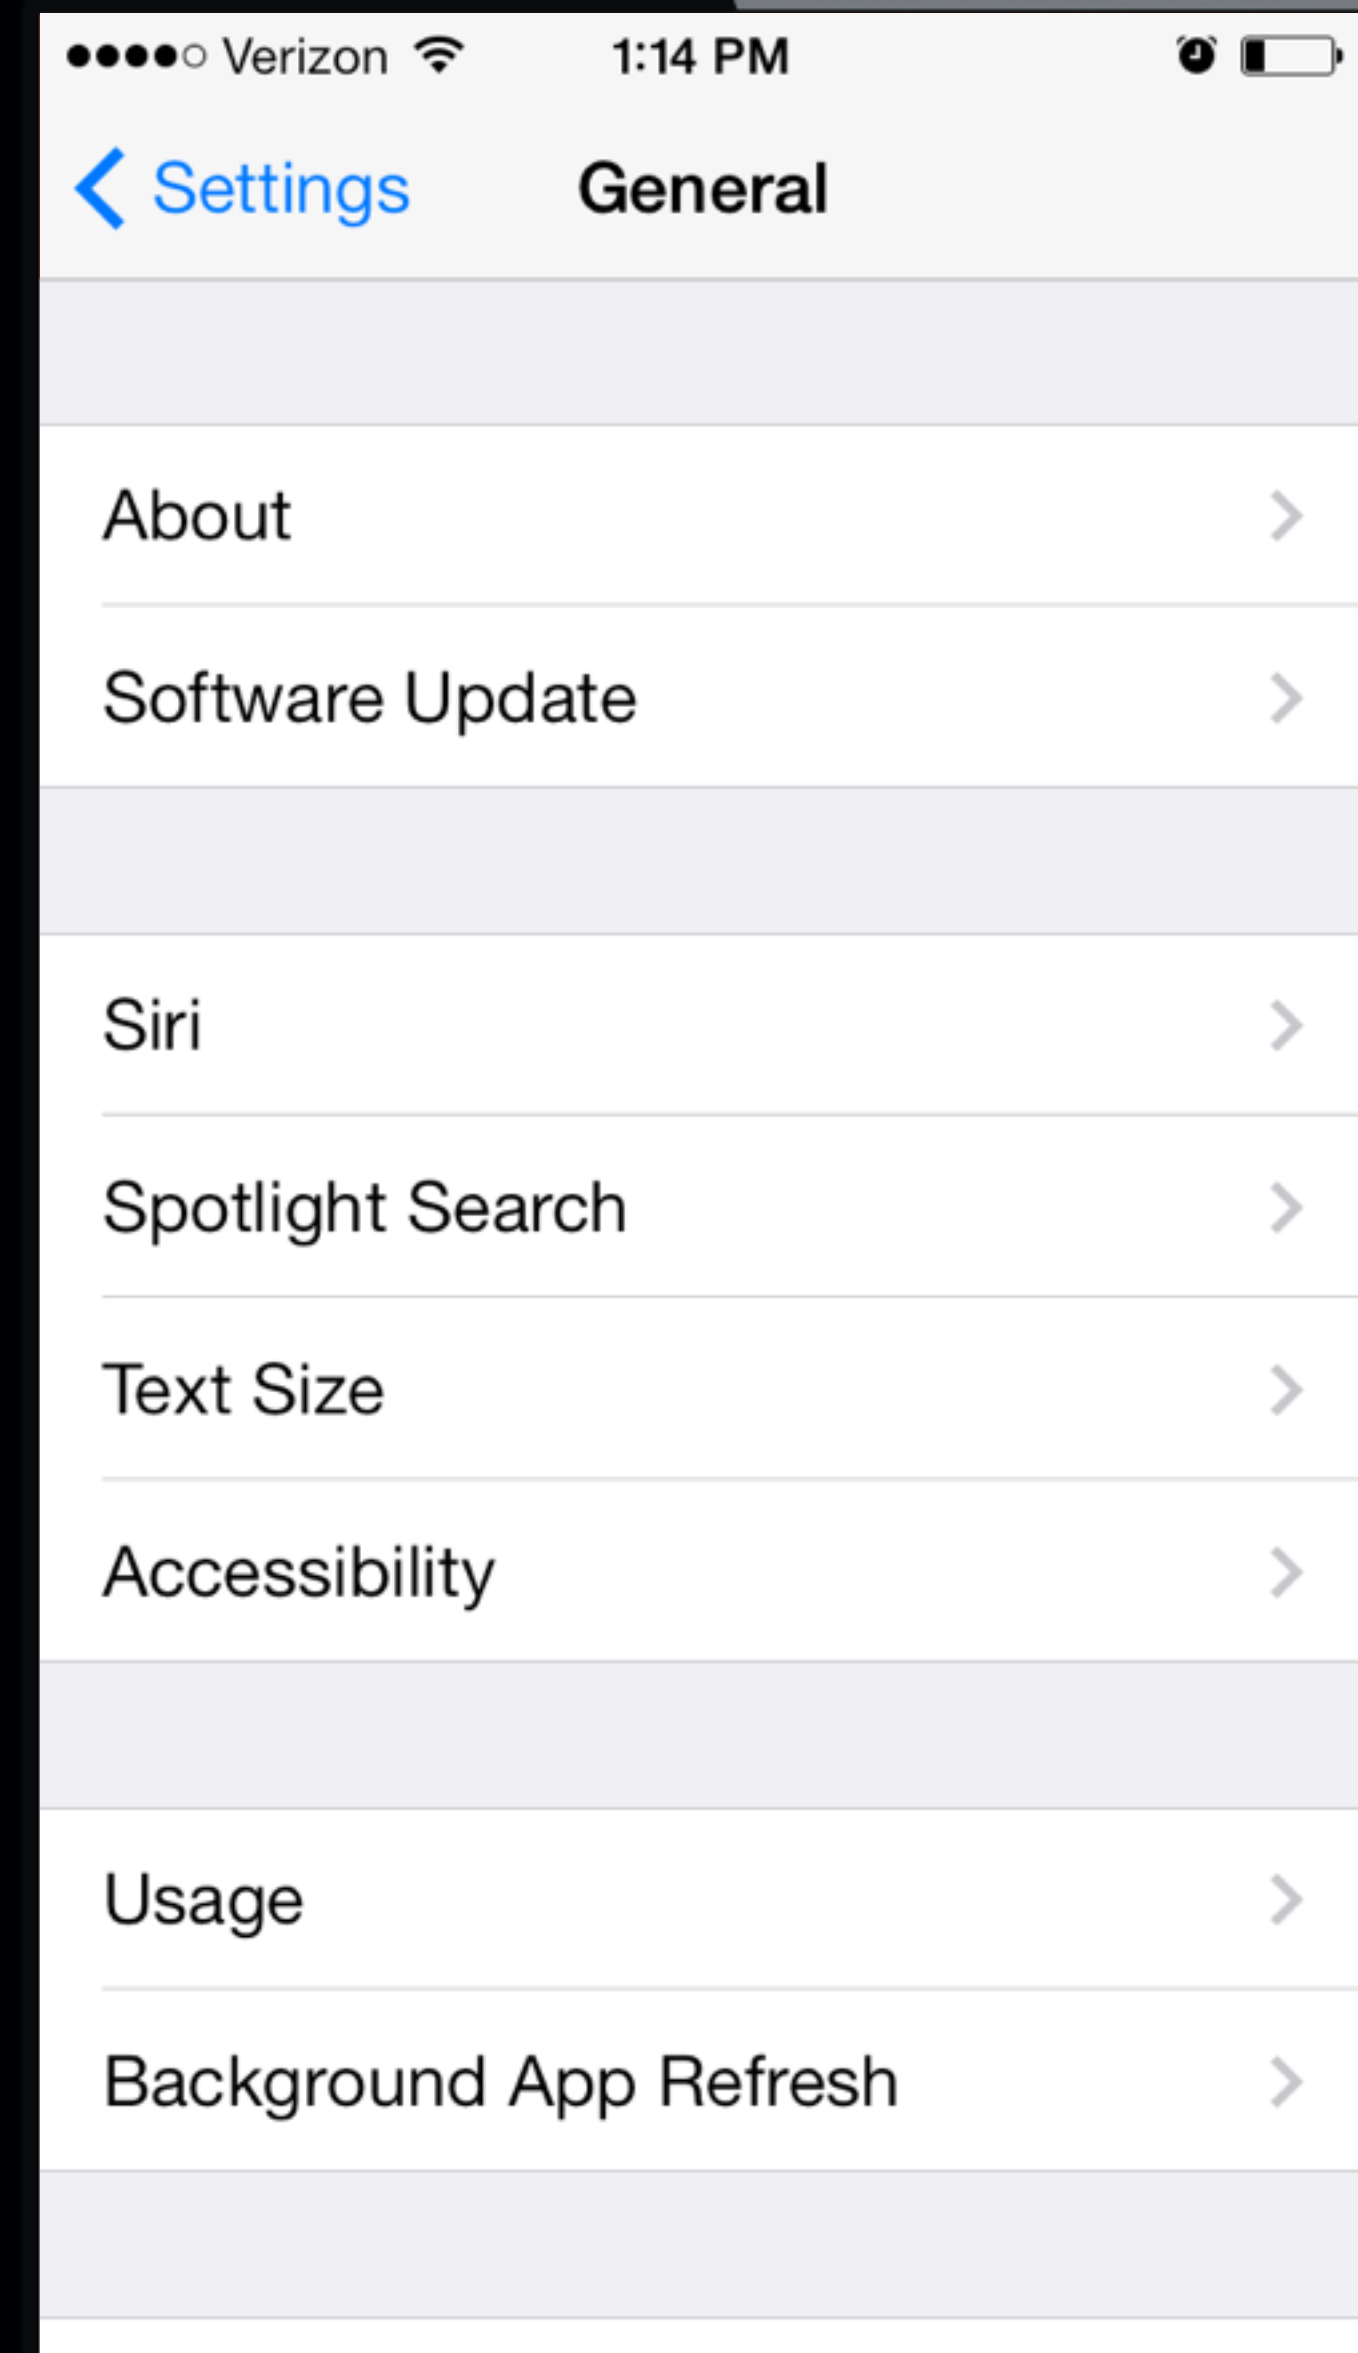 Verizon 1:14 PM
Settings General
About
Software Update
Siri
Spotlight Search
Text Size
Accessibility
Usage
Background App Refresh